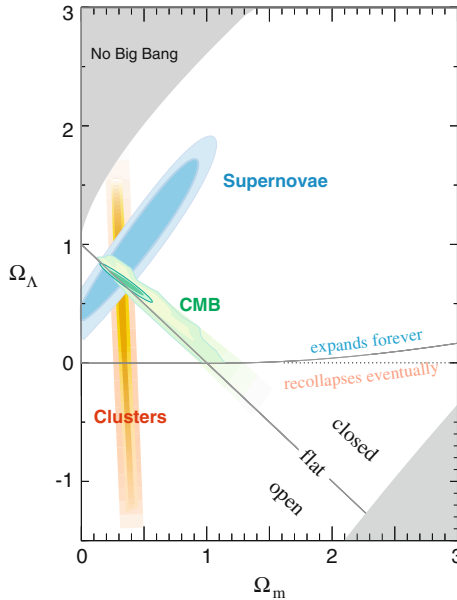 3
No Big Bang
2
Supernovae
1
Ω_Λ
CMB
expands forever
0
recollapses eventually
Clusters
closed
flat
-1
open
0
1
2
3
Ω_m